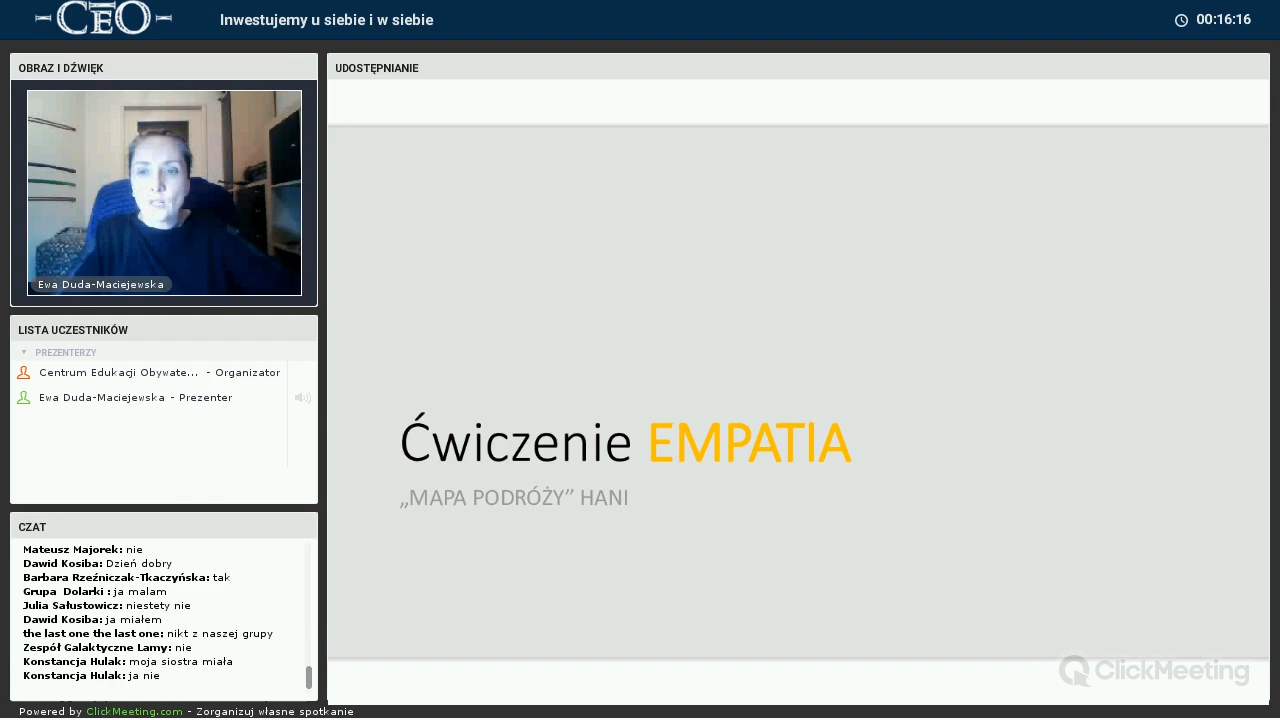 CEO
Inwestujemy u siebie i w siebie
00:16:16
OBRAZ I DŹWIĘK
Ewa Duda-Maciejewska
LISTA UCZESTNIKÓW
PREZENTERZY
Centrum Edukacji Obywate... - Organizator
Ewa Duda-Maciejewska - Prezenter
CZAT
Mateusz Majorek: nie
Dawid Kosiba: Dzień dobry
Barbara Rzeźniczak-Tkaczyńska: tak
Grupa Dolarki : ja malam
Julia Sałustowicz: niestety nie
Dawid Kosiba: ja miałem
the last one the last one: nikt z naszej grupy
Zespół Galaktyczne Lamy: nie
Konstancja Hulak: moja siostra miała
Konstancja Hulak: ja nie
UDOSTĘPNIANIE
Ćwiczenie EMPATIA
„MAPA PODRÓŻY” HANI
ClickMeeting
Powered by ClickMeeting.com - Zorganizuj własne spotkanie